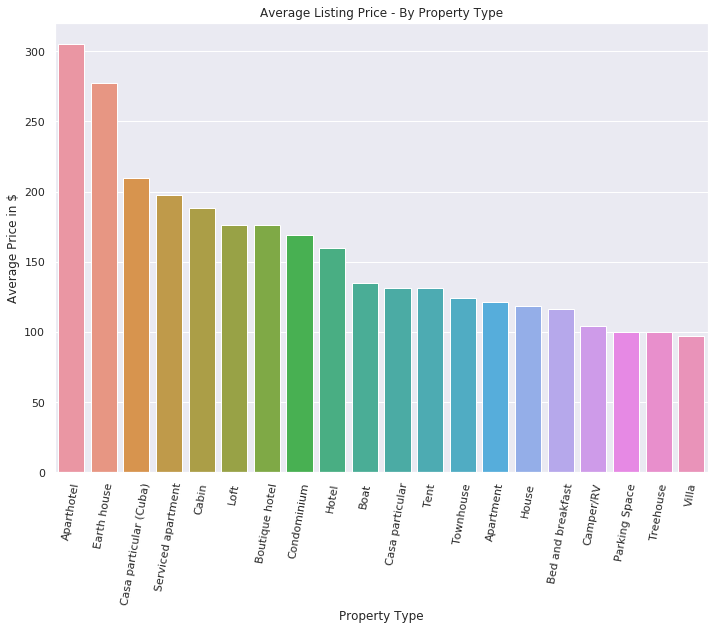 Average Listing Price - By Property Type
Average Price in $
300
250
200
150
100
50
0
Aparthotel
Earth house
Casa particular (Cuba)
Serviced apartment
Cabin
Loft
Boutique hotel
Condominium
Hotel
Boat
Casa particular
Tent
Townhouse
Apartment
House
Bed and breakfast
Camper/RV
Parking Space
Treehouse
Villa
Property Type